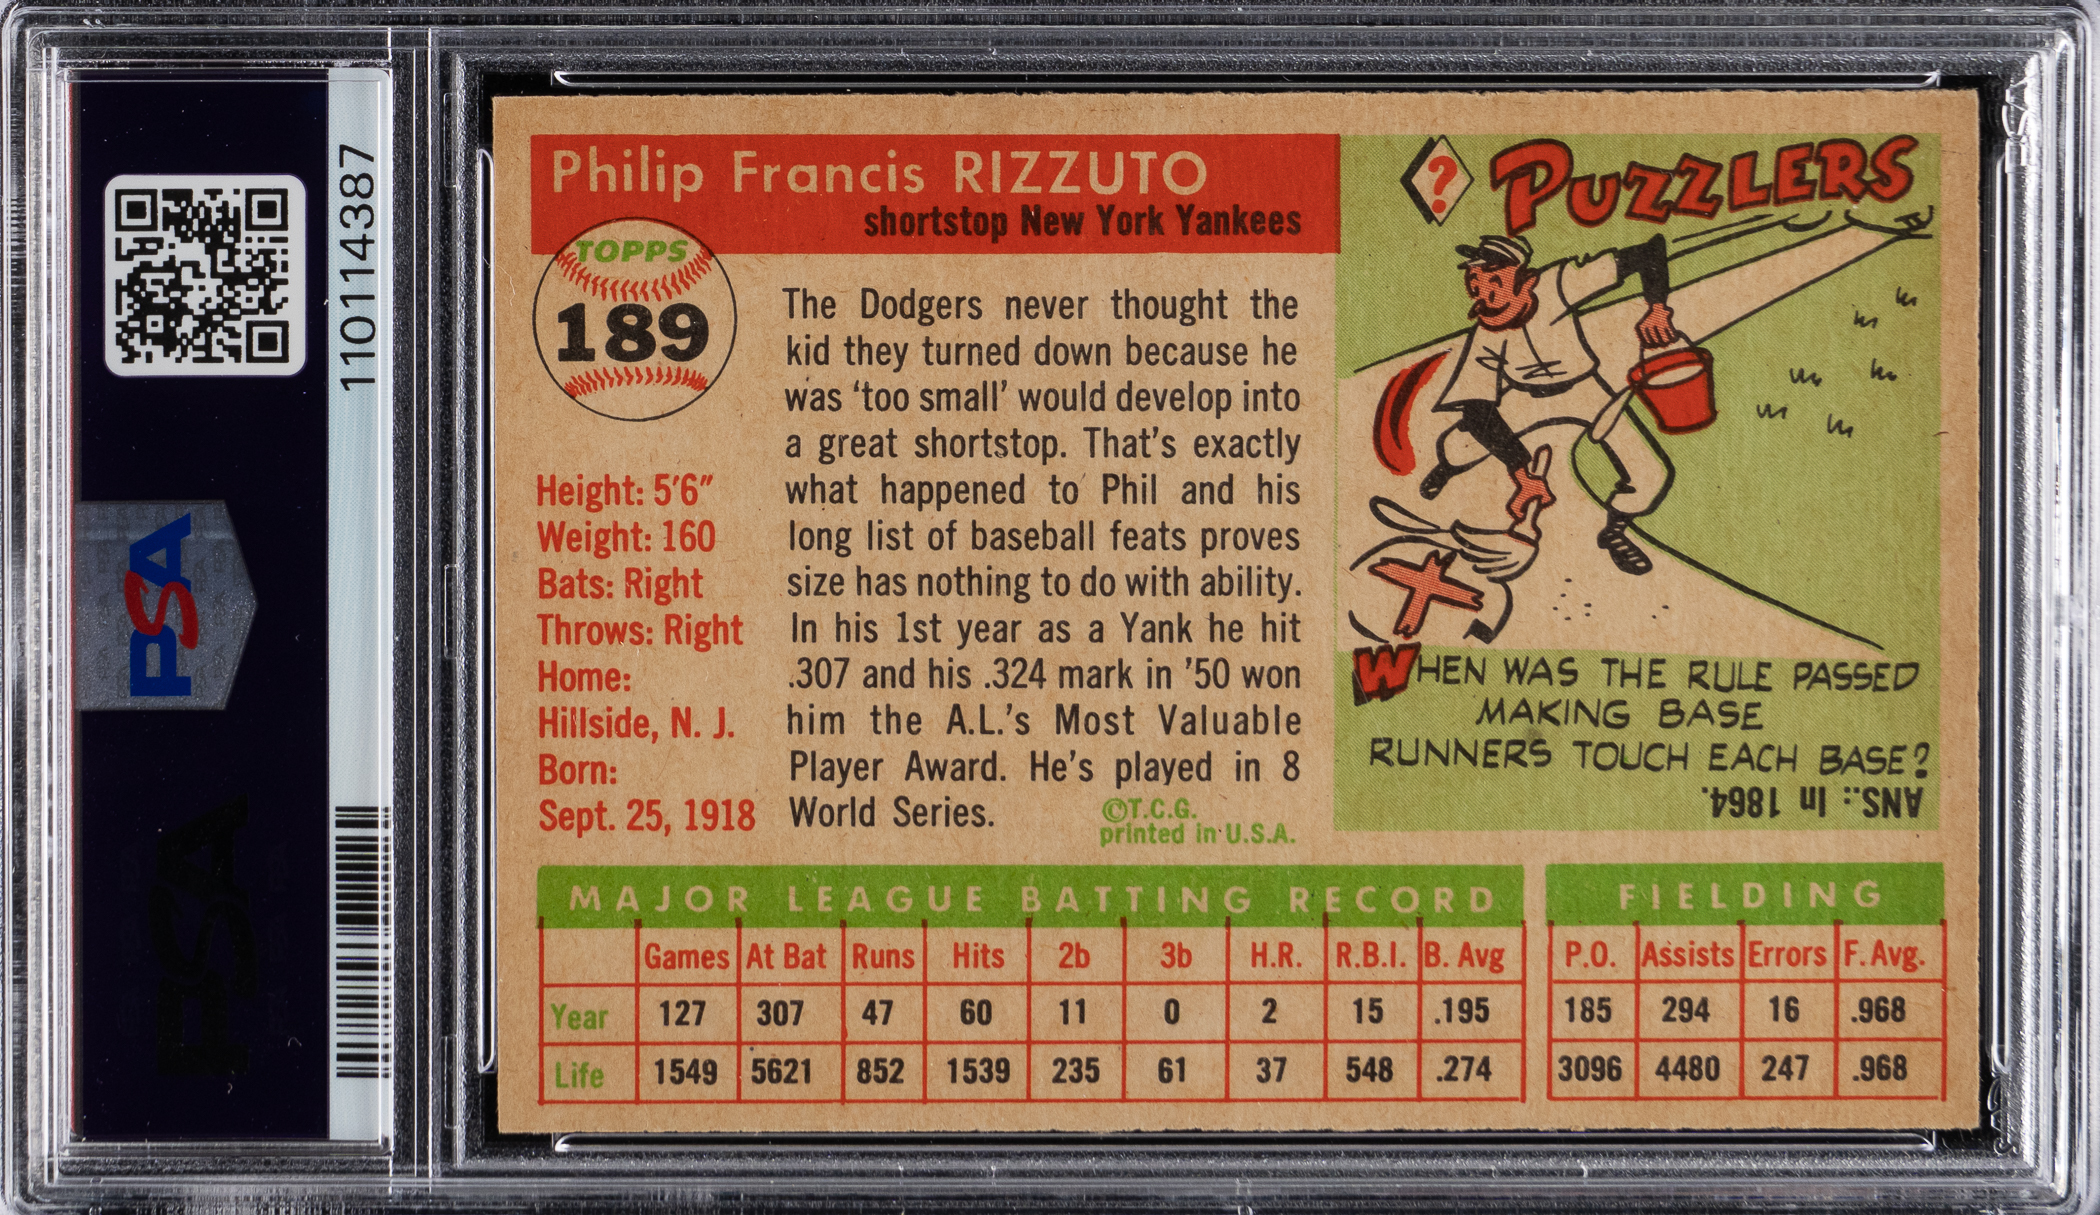 110114387
PSA
Philip Francis RIZZUTO
shortstop New York Yankees
TOPPS
189
Height: 5'6"
Weight: 160
Bats: Right
Throws: Right
Home:
Hillside, N. J.
Born:
Sept. 25, 1918
The Dodgers never thought the
kid they turned down because he
was ‘too small’ would develop into
a great shortstop. That's exactly
what happened to Phil and his
long list of baseball feats proves
size has nothing to do with ability.
In his 1st year as a Yank he hit
.307 and his .324 mark in '50 won
him the A.L.'s Most Valuable
Player Award. He's played in 8
World Series.
©T.C.G.
printed in U.S.A.
? PUZZLERS
WHEN WAS THE RULE PASSED
MAKING BASE
RUNNERS TOUCH EACH BASE?
ANS.: In 1864.
MAJOR LEAGUE BATTING RECORD
Games At Bat Runs Hits 2b 3b H.R. R.B.I. B. Avg
Year 127 307 47 60 11 0 2 15 .195
Life 1549 5621 852 1539 235 61 37 548 .274
FIELDING
P.O. Assists Errors F. Avg.
185 294 16 .968
3096 4480 247 .968
PSA